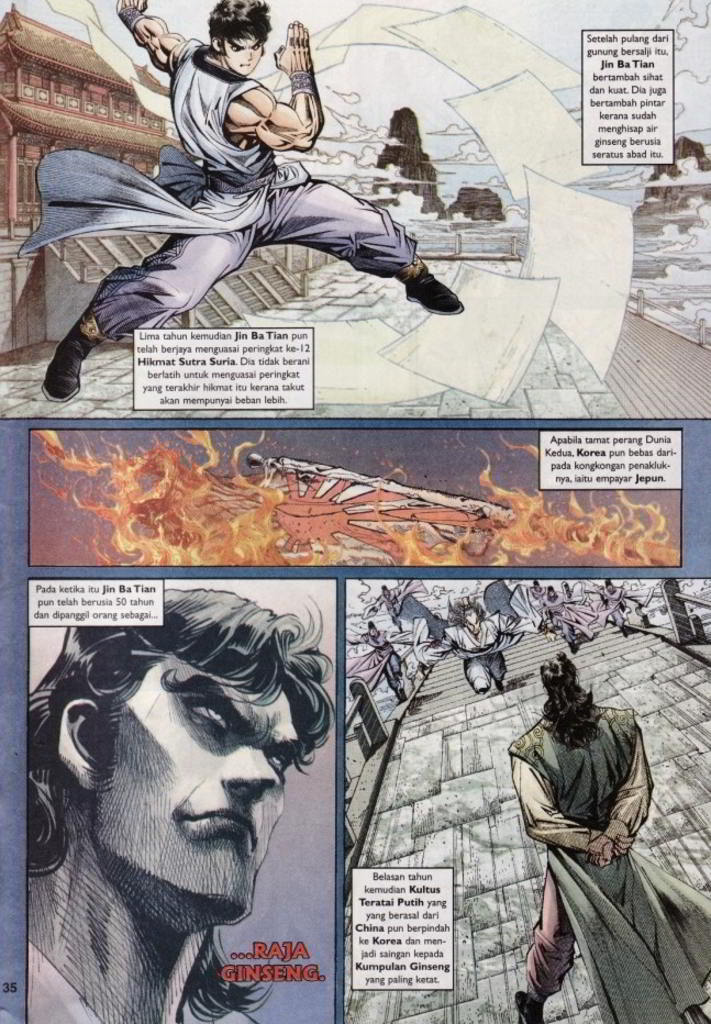 Setelah pulang dari
gunung bersalji itu,
Jin Ba Tian
bertambah sihat
dan kuat. Dia juga
bertambah pintar
kerana sudah
menghisap air
ginseng berusia
seratus abad itu.
Lima tahun kemudian Jin Ba Tian pun
telah berjaya menguasai peringkat ke-12
Hikmat Sutra Suria. Dia tidak berani
berlatih untuk menguasai peringkat
yang terakhir hikmat itu kerana takut
akan mempunyai beban lebih.
Apabila tamat perang Dunia
Kedua, Korea pun bebas dari-
pada kongkongan penakluk-
nya, iaitu empayar Jepun.
Pada ketika itu Jin Ba Tian
pun telah berusia 50 tahun
dan dipanggil orang sebagai...
...RAJA
GINSENG.
Belasan tahun
kemudian Kultus
Teratai Putih yang
yang berasal dari
China pun berpindah
ke Korea dan men-
jadi saingan kepada
Kumpulan Ginseng
yang paling ketat.
35